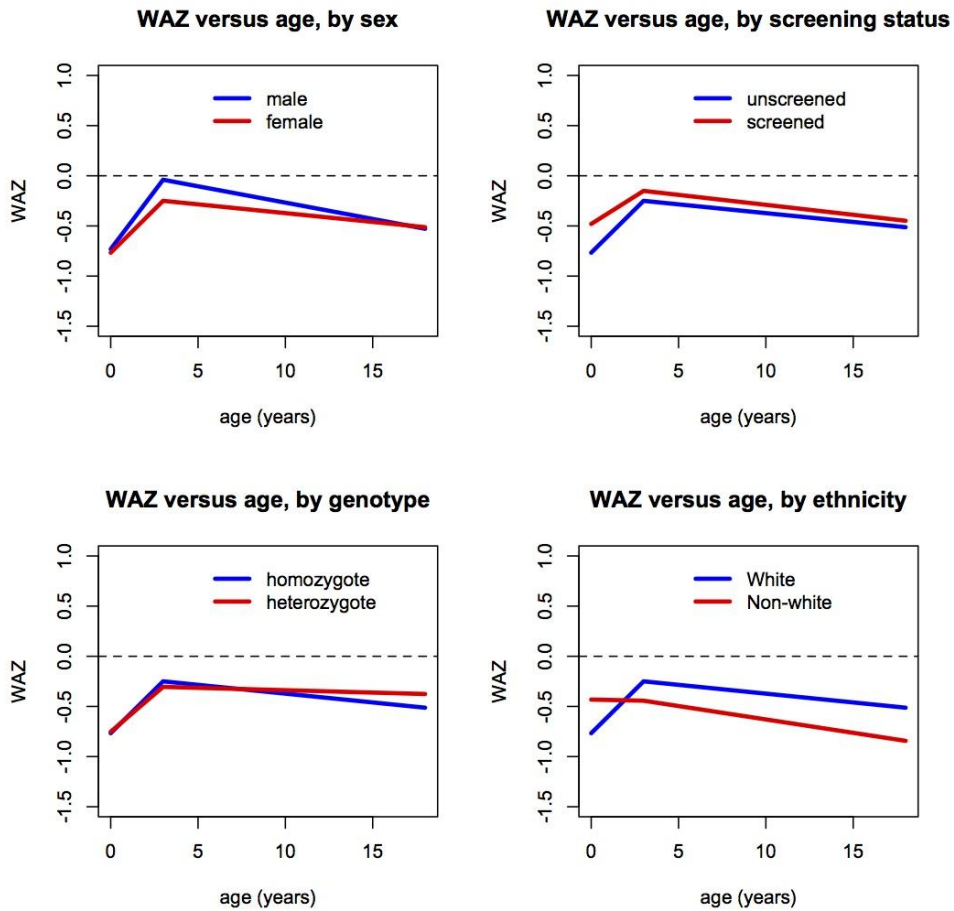 WAZ versus age, by sex
WAZ
1.0
0.5
0.0
-0.5
-1.0
-1.5
male
female
0 5 10 15
age (years)
WAZ versus age, by screening status
WAZ
1.0
0.5
0.0
-0.5
-1.0
-1.5
unscreened
screened
0 5 10 15
age (years)
WAZ versus age, by genotype
WAZ
1.0
0.5
0.0
-0.5
-1.0
-1.5
homozygote
heterozygote
0 5 10 15
age (years)
WAZ versus age, by ethnicity
WAZ
1.0
0.5
0.0
-0.5
-1.0
-1.5
White
Non-white
0 5 10 15
age (years)